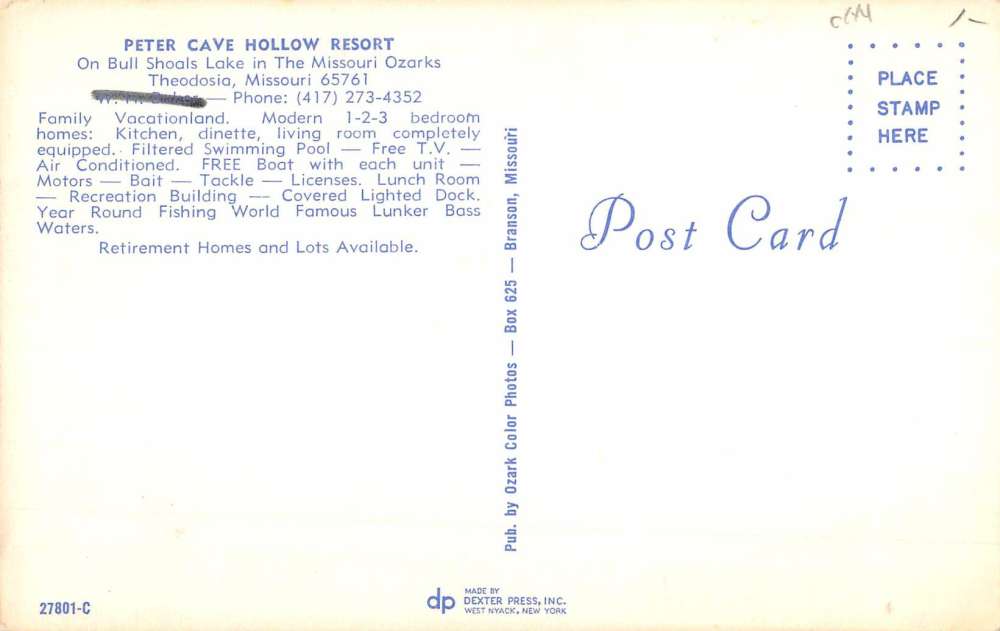 PETER CAVE HOLLOW RESORT
On Bull Shoals Lake in The Missouri Ozarks
Theodosia, Missouri 65761
— Phone: (417) 273-4352
Family Vacationland. Modern 1-2-3 bedroom
homes: Kitchen, dinette, living room completely
equipped. Filtered Swimming Pool — Free T.V. —
Air Conditioned. FREE Boat with each unit —
Motors — Bait — Tackle — Licenses. Lunch Room
— Recreation Building — Covered Lighted Dock.
Year Round Fishing World Famous Lunker Bass
Waters.
Retirement Homes and Lots Available.
27801-C
Pub. by Ozark Color Photos — Box 625 — Branson, Missouri
dp
MADE BY
DEXTER PRESS, INC.
WEST NYACK, NEW YORK
Post Card
PLACE
STAMP
HERE
1-